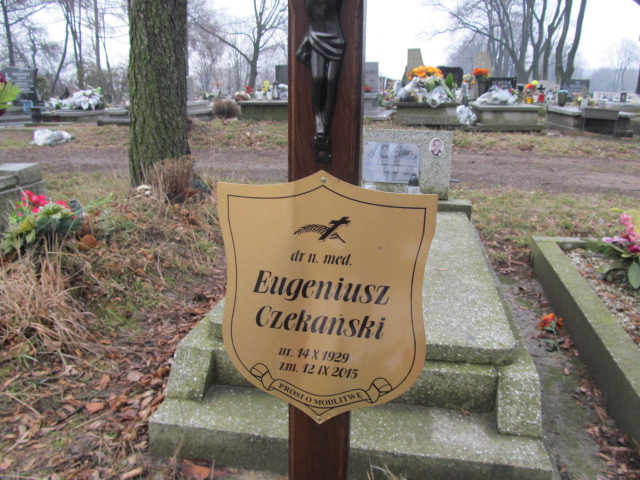 dr n. med.
Eugeniusz
Czekański
ur. 14 X 1929
zm. 12 IX 2015
PROSI O MODLITWĘ